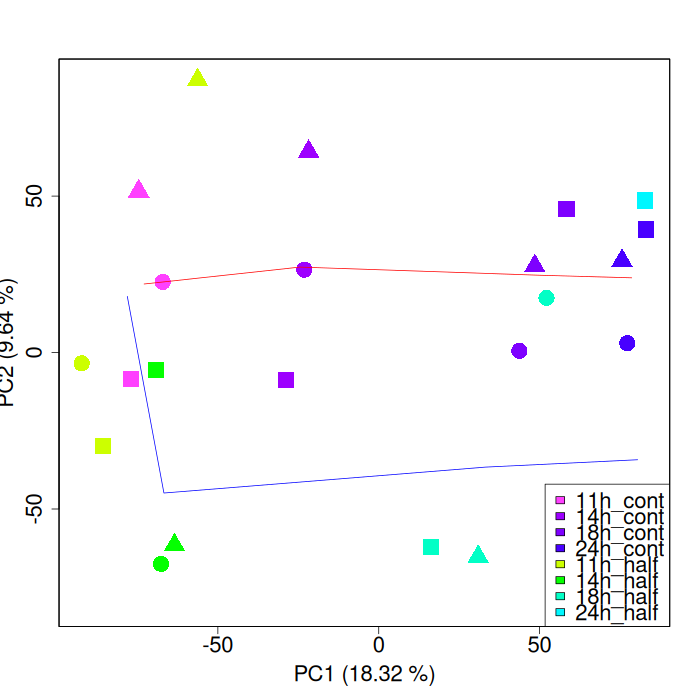 50
0
-50
PC2 (9.64 %)
-50 0 50
PC1 (18.32 %)
11h_cont
14h_cont
18h_cont
24h_cont
11h_half
14h_half
18h_half
24h_half